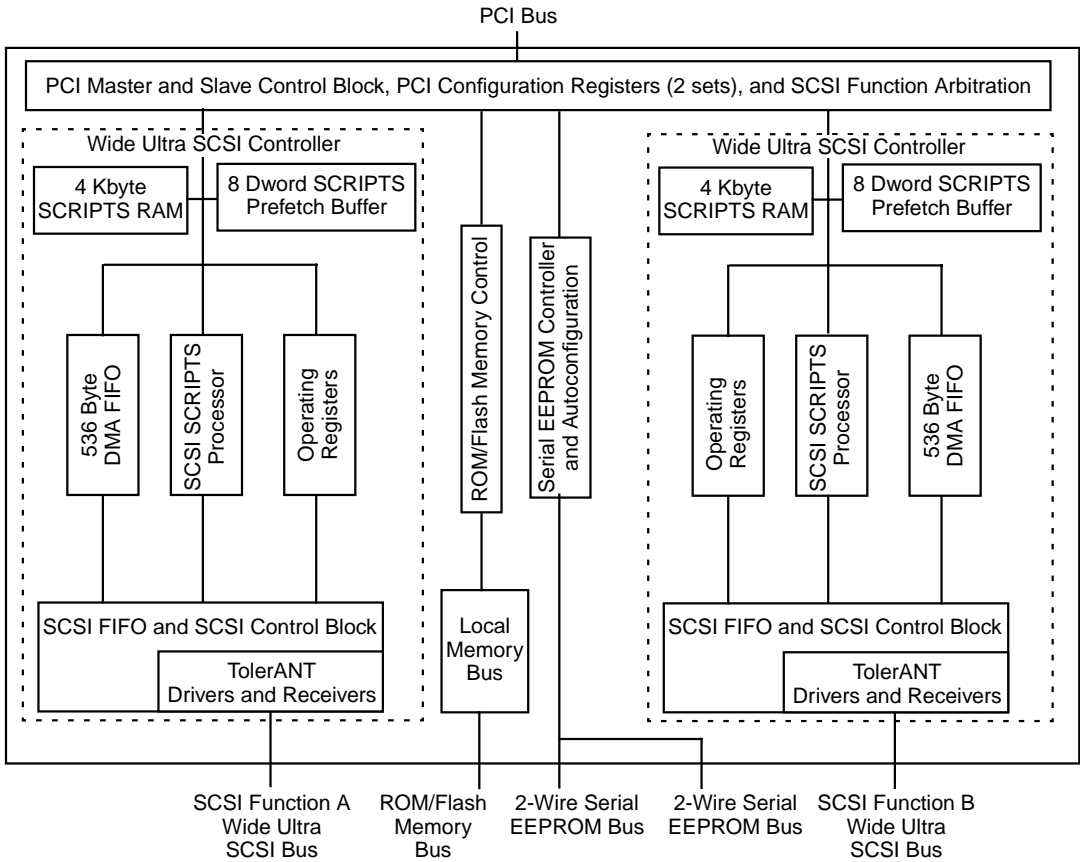 PCI Bus
PCI Master and Slave Control Block, PCI Configuration Registers (2 sets), and SCSI Function Arbitration
Wide Ultra SCSI Controller
4 Kbyte
SCRIPTS RAM
8 Dword SCRIPTS
Prefetch Buffer
536 Byte
DMA FIFO
SCSI SCRIPTS
Processor
Operating
Registers
SCSI FIFO and SCSI Control Block
TolerANT
Drivers and Receivers
ROM/Flash Memory Control
Local
Memory
Bus
Serial EEPROM Controller
and Autoconfiguration
Wide Ultra SCSI Controller
4 Kbyte
SCRIPTS RAM
8 Dword SCRIPTS
Prefetch Buffer
Operating
Registers
SCSI SCRIPTS
Processor
536 Byte
DMA FIFO
SCSI FIFO and SCSI Control Block
TolerANT
Drivers and Receivers
SCSI Function A
Wide Ultra
SCSI Bus
ROM/Flash
Memory
Bus
2-Wire Serial
EEPROM Bus
2-Wire Serial
EEPROM Bus
SCSI Function B
Wide Ultra
SCSI Bus